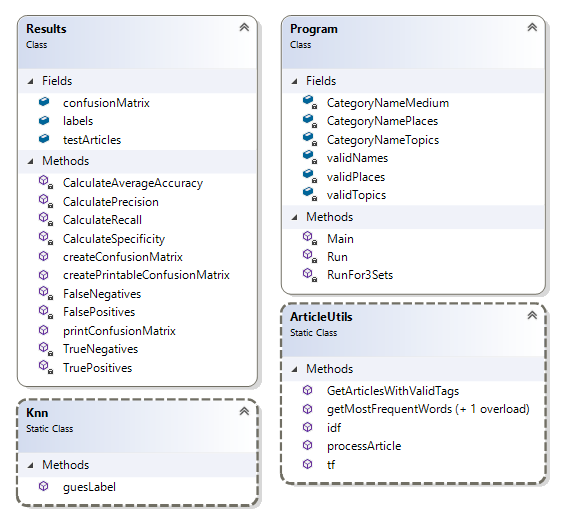 Results
Class
Fields
confusionMatrix
labels
testArticles
Methods
CalculateAverageAccuracy
CalculatePrecision
CalculateRecall
CalculateSpecificity
createConfusionMatrix
createPrintableConfusionMatrix
FalseNegatives
FalsePositives
printConfusionMatrix
TrueNegatives
TruePositives
Knn
Static Class
Methods
guesLabel
Program
Class
Fields
CategoryNameMedium
CategoryNamePlaces
CategoryNameTopics
validNames
validPlaces
validTopics
Methods
Main
Run
RunFor3Sets
ArticleUtils
Static Class
Methods
GetArticlesWithValidTags
getMostFrequentWords (+ 1 overload)
idf
processArticle
tf